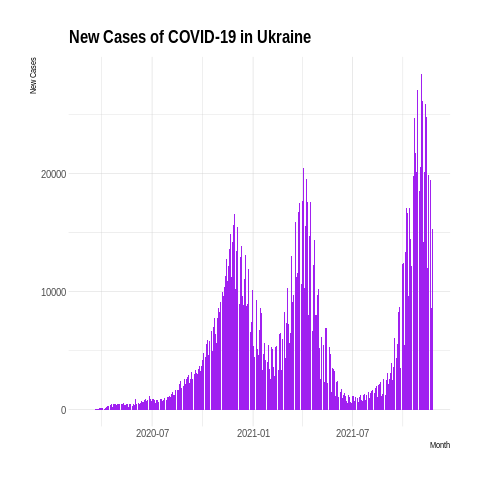 New Cases of COVID-19 in Ukraine
New Cases
20000
10000
0
2020-07
2021-01
2021-07
Month